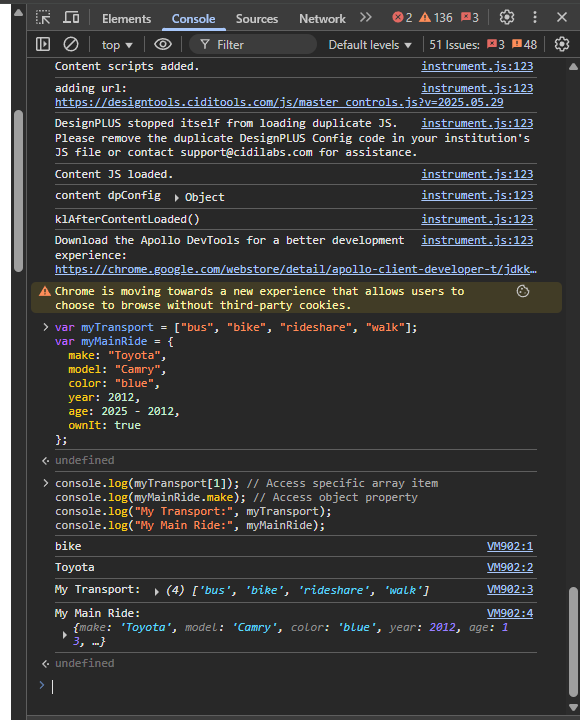 Elements Console Sources Network 2 136 3
top Filter Default levels 51 Issues: 3 48
Content scripts added. instrument.js:123
adding url: instrument.js:123
https://designtools.ciditools.com/js/master_controls.js?v=2025.05.29
DesignPLUS stopped itself from loading duplicate JS. instrument.js:123
Please remove the duplicate DesignPLUS Config code in your institution's
JS file or contact support@cidilabs.com for assistance.
Content JS loaded. instrument.js:123
content dpConfig Object instrument.js:123
klAfterContentLoaded() instrument.js:123
Download the Apollo DevTools for a better development instrument.js:123
experience:
https://chrome.google.com/webstore/detail/apollo-client-developer-t/jdkk…
Chrome is moving towards a new experience that allows users to
choose to browse without third-party cookies.
var myTransport = ["bus", "bike", "rideshare", "walk"];
var myMainRide = {
make: "Toyota",
model: "Camry",
color: "blue",
year: 2012,
age: 2025 - 2012,
ownIt: true
};
undefined
console.log(myTransport[1]); // Access specific array item
console.log(myMainRide.make); // Access object property
console.log("My Transport:", myTransport);
console.log("My Main Ride:", myMainRide);
bike VM902:1
Toyota VM902:2
My Transport: (4) ['bus', 'bike', 'rideshare', 'walk'] VM902:3
My Main Ride: VM902:4
{make: 'Toyota', model: 'Camry', color: 'blue', year: 2012, age: 1
3, …}
undefined